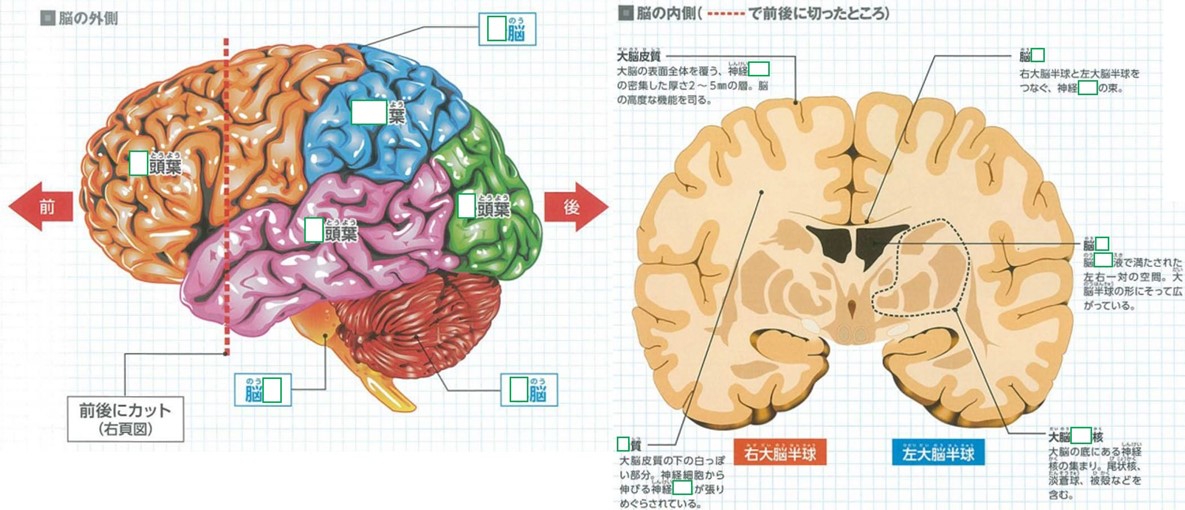 ■脳の外側
□脳
□葉
□頭葉
□頭葉
□頭葉
前
後
脳□
□脳
前後にカット
(右頁図)
■脳の内側(------で前後に切ったところ)
大脳皮質
大脳の表面全体を覆う、神経□
の密集した厚さ2～5㎜の層。脳
の高度な機能を司る。
脳□
右大脳半球と左大脳半球を
つなぐ、神経□の束。
脳□
脳□液で満たされた
左右一対の空間。大
脳半球の形にそって広
がっている。
□質
大脳皮質の下の白っぽ
い部分。神経細胞から
伸びる神経□が張り
めぐらされている。
右大脳半球
左大脳半球
大脳□核
大脳の底にある神経
核の集まり。尾状核、
淡蒼球、被殻などを
含む。